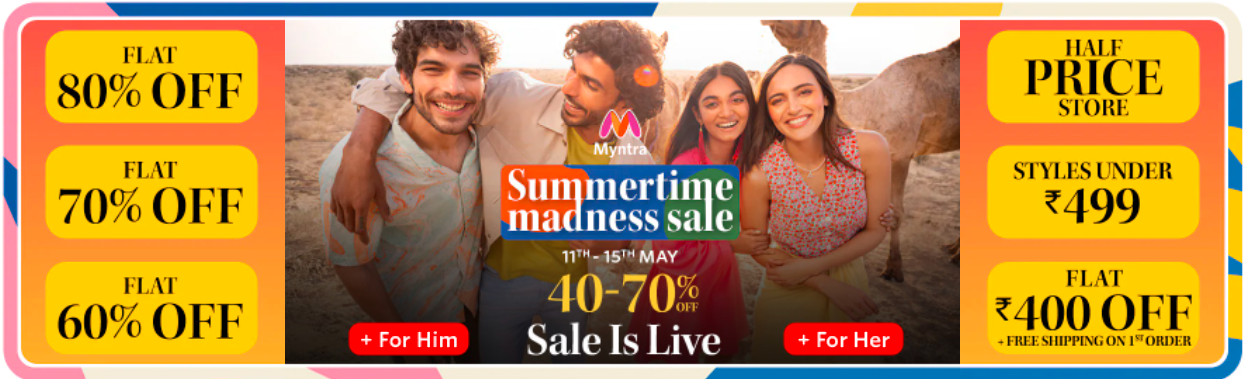 FLAT
80% OFF
FLAT
70% OFF
FLAT
60% OFF
Myntra
Summertime
madness sale
11TH - 15TH MAY
40-70%
OFF
Sale Is Live
+ For Him
+ For Her
HALF
PRICE
STORE
STYLES UNDER
₹499
FLAT
₹400 OFF
+ FREE SHIPPING ON 1ST ORDER